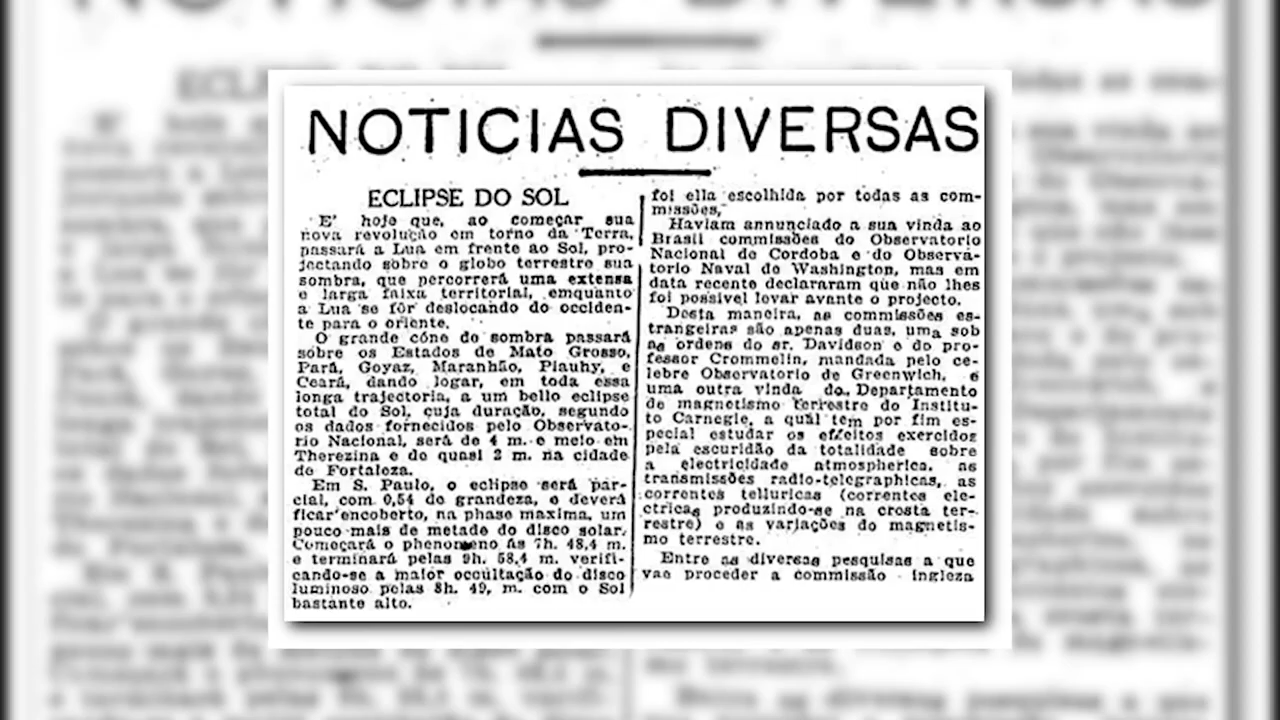 NOTICIAS DIVERSAS
ECLIPSE DO SOL
E' hoje que, ao começar sua
nova revolução em torno da Terra,
passará a Lua em frente ao Sol, pro-
jectando sôbre o globo terrestre sua
sombra, que percorrerá uma extensa
e larga faixa territorial, emquanto
a Lua se fôr deslocando do occiden-
te para o oriente.
O grande cône de sombra passará
sôbre os Estados de Mato Grosso,
Pará, Goyaz, Maranhão, Piauhy, e
Ceará, dando logar, em toda essa
longa trajectoria, a um bello eclipse
total do Sol, cuja duração, segundo
os dados fornecidos pelo Observato-
rio Nacional, será de 4 m. e meio em
Therezina e de quasi 2 m. na cidade
de Fortaleza.
Em S. Paulo, o eclipse será par-
cial, com 0,54 de grandeza, e deverá
ficar encoberto, na phase maxima, um
pouco mais de metade do disco solar.
Começará o phenomeno ás 7h. 48,4 m.
e terminará pelas 9h. 58,4 m. verifi-
cando-se a maior occultação do disco
luminoso pelas 8h. 49, m. com o Sol
bastante alto.
foi ella escolhida por todas as com-
missões,
Haviam annunciado a sua vinda ao
Brasil commissões do Observatorio
Nacional de Cordoba e do Observa-
torio Naval de Washington, mas em
data recente declararam que não lhes
foi possivel levar avante o projecto.
Desta maneira, as commissões es-
trangeiras são apenas duas, uma sob
as ordens do sr. Davidson e do pro-
fessor Crommelin, mandada pelo ce-
lebre Observatorio de Greenwich, e
uma outra vinda do Departamento
de magnetismo terrestre do Institu-
to Carnegie, a qual tem por fim es-
pecial estudar os effeitos exercidos
pela escuridão da totalidade sobre
a electricidade atmospherica, as
transmissões radio-telegraphicas, as
correntes telluricas (correntes ele-
ctricas produzindo-se na crosta ter-
restre) e as variações do magnetis-
mo terrestre.
Entre as diversas pesquisas a que
vae proceder a commissão ingleza